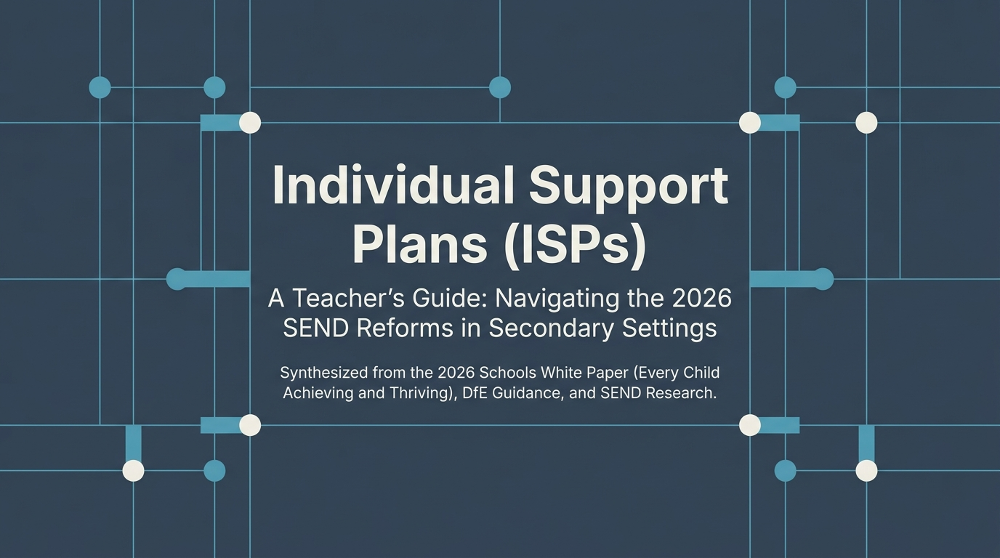 Individual Support
Plans (ISPs)
A Teacher’s Guide: Navigating the 2026
SEND Reforms in Secondary Settings
Synthesized from the 2026 Schools White Paper (Every Child
Achieving and Thriving), DfE Guidance, and SEND Research.